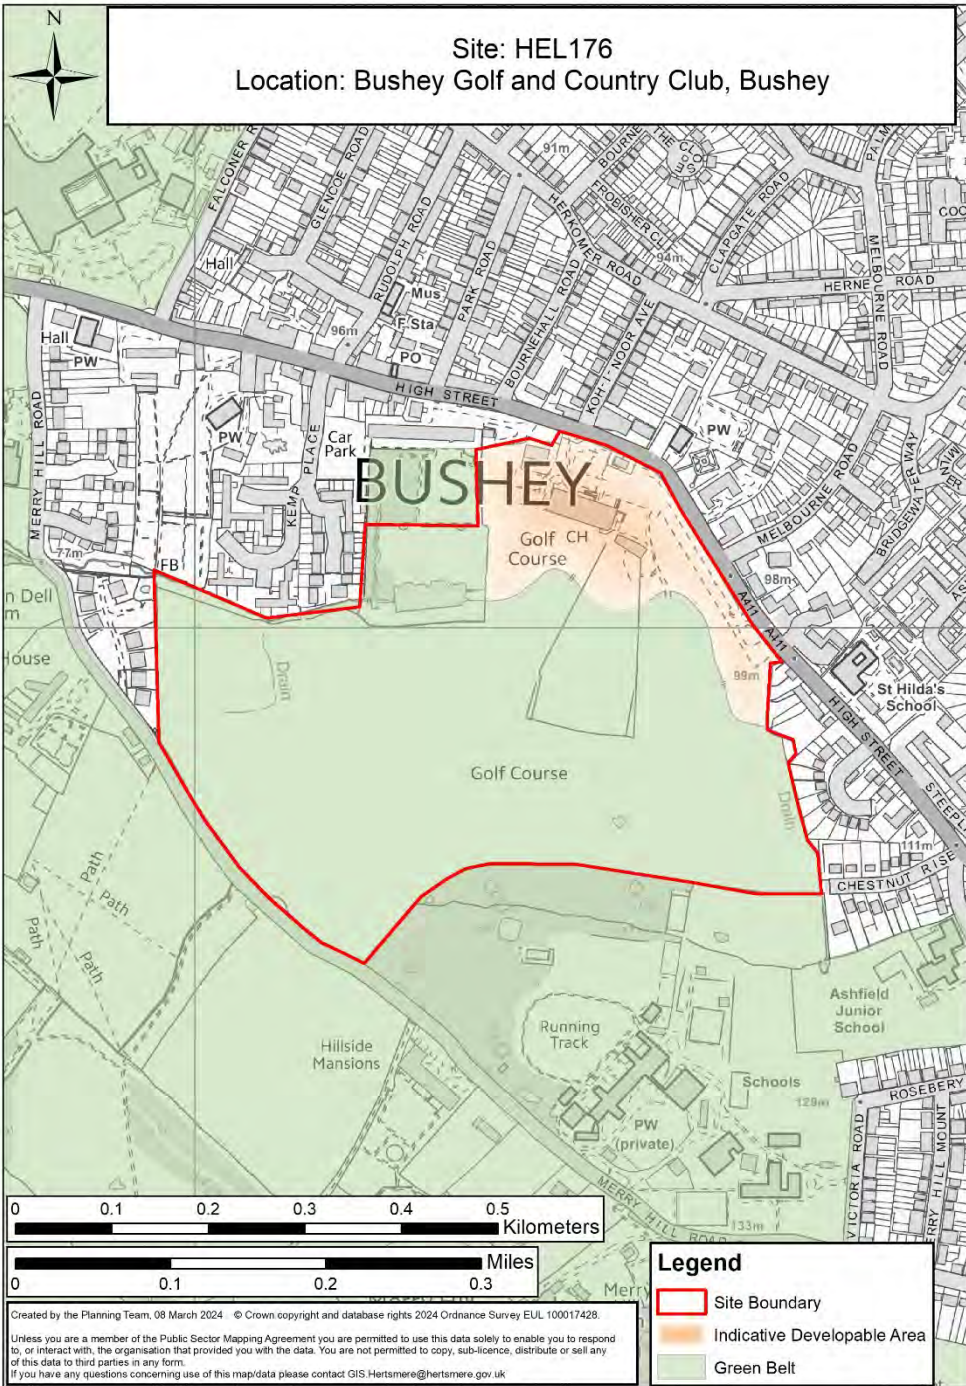 N
Site: HEL176
Location: Bushey Golf and Country Club, Bushey
FALCONER R
GLENCOE ROAD
RUDOLPH ROAD
PARK ROAD
91m
BOURNE
THE
CLOSE
FROBISHER CL
HERKOMER ROAD
94m
CLAPGATE ROAD
PALM
COO
MELBOURNE ROAD
HERNE ROAD
Hall
Mus
F Sta
96m
PO
BOURNEHALL ROAD
KOH-I-NOOR AVE
Hall
PW
MERRY HILL ROAD
HIGH STREET
PW
Car
Park
KEMP PLACE
PW
BUSHEY
MELBOURNE ROAD
BRIDGEWATER WAY
Golf
Course
CH
77m
FB
98m
A411
A411
n Dell
m
House
Drain
99m
St Hilda's
School
HIGH STREET
STEEPL
Golf Course
Drain
111m
CHESTNUT RISE
Path
Path
Path
Path
Ashfield
Junior
School
Running
Track
Hillside
Mansions
Schools
129m
ROSEBERY
PW
(private)
VICTORIA ROAD
ERRY HILL MOUNT
MERRY HILL ROAD
133m
Merry
0 0.1 0.2 0.3 0.4 0.5
Kilometers
Miles
0 0.1 0.2 0.3
Legend
Site Boundary
Indicative Developable Area
Green Belt
Created by the Planning Team, 08 March 2024 © Crown copyright and database rights 2024 Ordnance Survey EUL 100017428.
Unless you are a member of the Public Sector Mapping Agreement you are permitted to use this data solely to enable you to respond
to, or interact with, the organisation that provided you with the data. You are not permitted to copy, sub-licence, distribute or sell any
of this data to third parties in any form.
If you have any questions concerning use of this map/data please contact GIS.Hertsmere@hertsmere.gov.uk